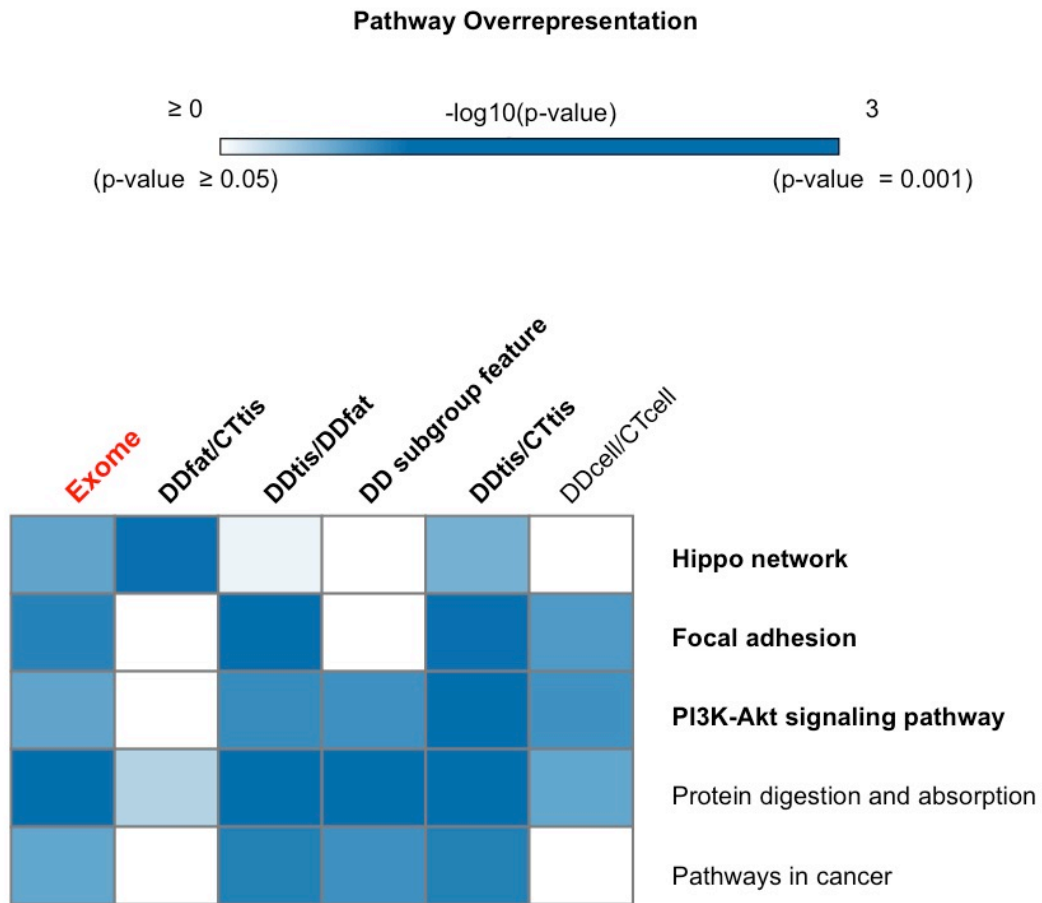 Pathway Overrepresentation
≥ 0 -log10(p-value) 3
(p-value ≥ 0.05) (p-value = 0.001)
Exome
DDfat/CTtis
DDtis/DDfat
DD subgroup feature
DDtis/CTtis
DDcell/CTcell
Hippo network
Focal adhesion
PI3K-Akt signaling pathway
Protein digestion and absorption
Pathways in cancer